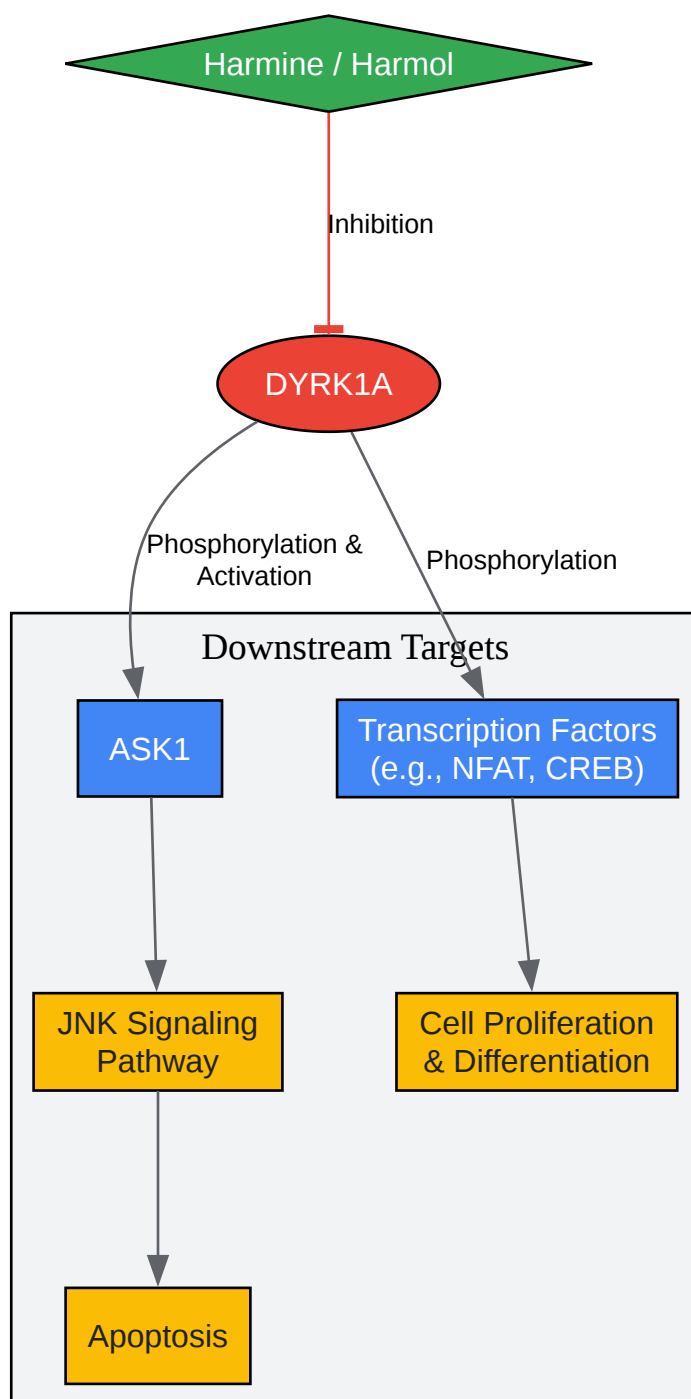 Harmine / Harmol
Inhibition
DYRK1A
Phosphorylation &
Activation
Phosphorylation
Downstream Targets
ASK1
Transcription Factors
(e.g., NFAT, CREB)
JNK Signaling
Pathway
Cell Proliferation
& Differentiation
Apoptosis